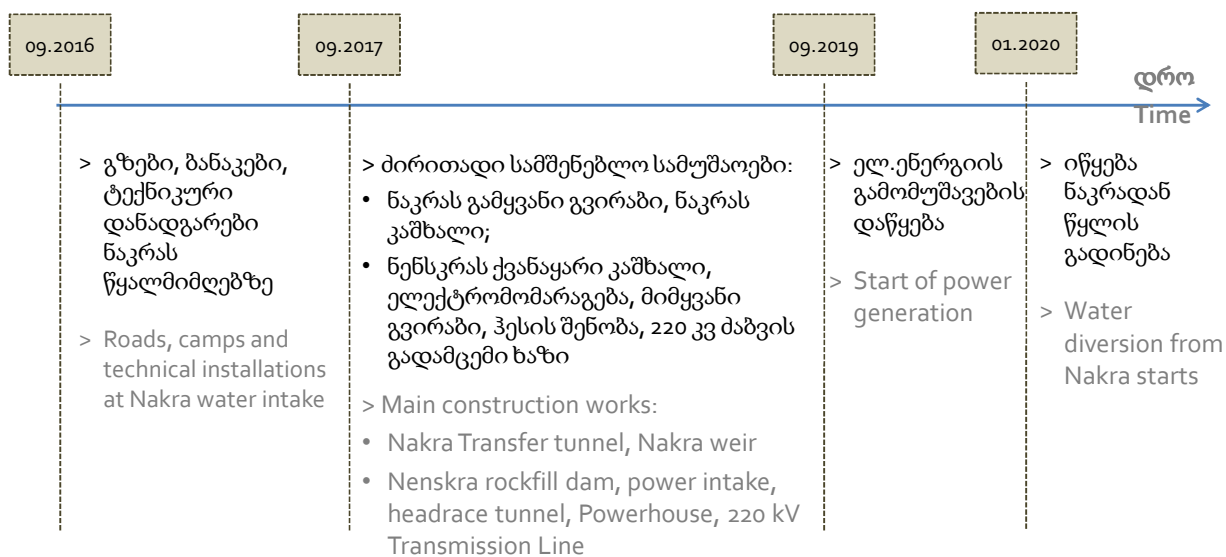 09.2016
09.2017
09.2019
01.2020
დრო
Time
> გზები, ბანაკები,
ტექნიკური
დანადგარები
ნაკრას
წყალმიმღებზე
> Roads, camps and
technical installations
at Nakra water intake
> ძირითადი სამშენებლო სამუშაოები:
• ნაკრას გამყვანი გვირაბი, ნაკრას
კაშხალი;
• ნენსკრას ქვანაყარი კაშხალი,
ელექტრომომარაგება, მიმყვანი
გვირაბი, ჰესის შენობა, 220 კვ ძაბვის
გადამცემი ხაზი
> Main construction works:
• Nakra Transfer tunnel, Nakra weir
• Nenskra rockfill dam, power intake,
headrace tunnel, Powerhouse, 220 kV
Transmission Line
> ელ.ენერგიის
გამომუშავების
დაწყება
> Start of power
generation
> იწყება
ნაკრადან
წყლის
გადინება
> Water
diversion from
Nakra starts